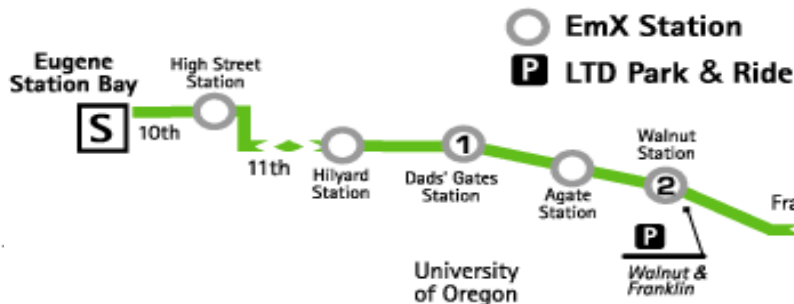 EmX Station
P LTD Park & Ride
Eugene
Station Bay
S
High Street
Station
10th
11th
Hilyard
Station
1
Dads' Gates
Station
Agate
Station
Walnut
Station
2
Fra
P
Walnut &
Franklin
University
of Oregon